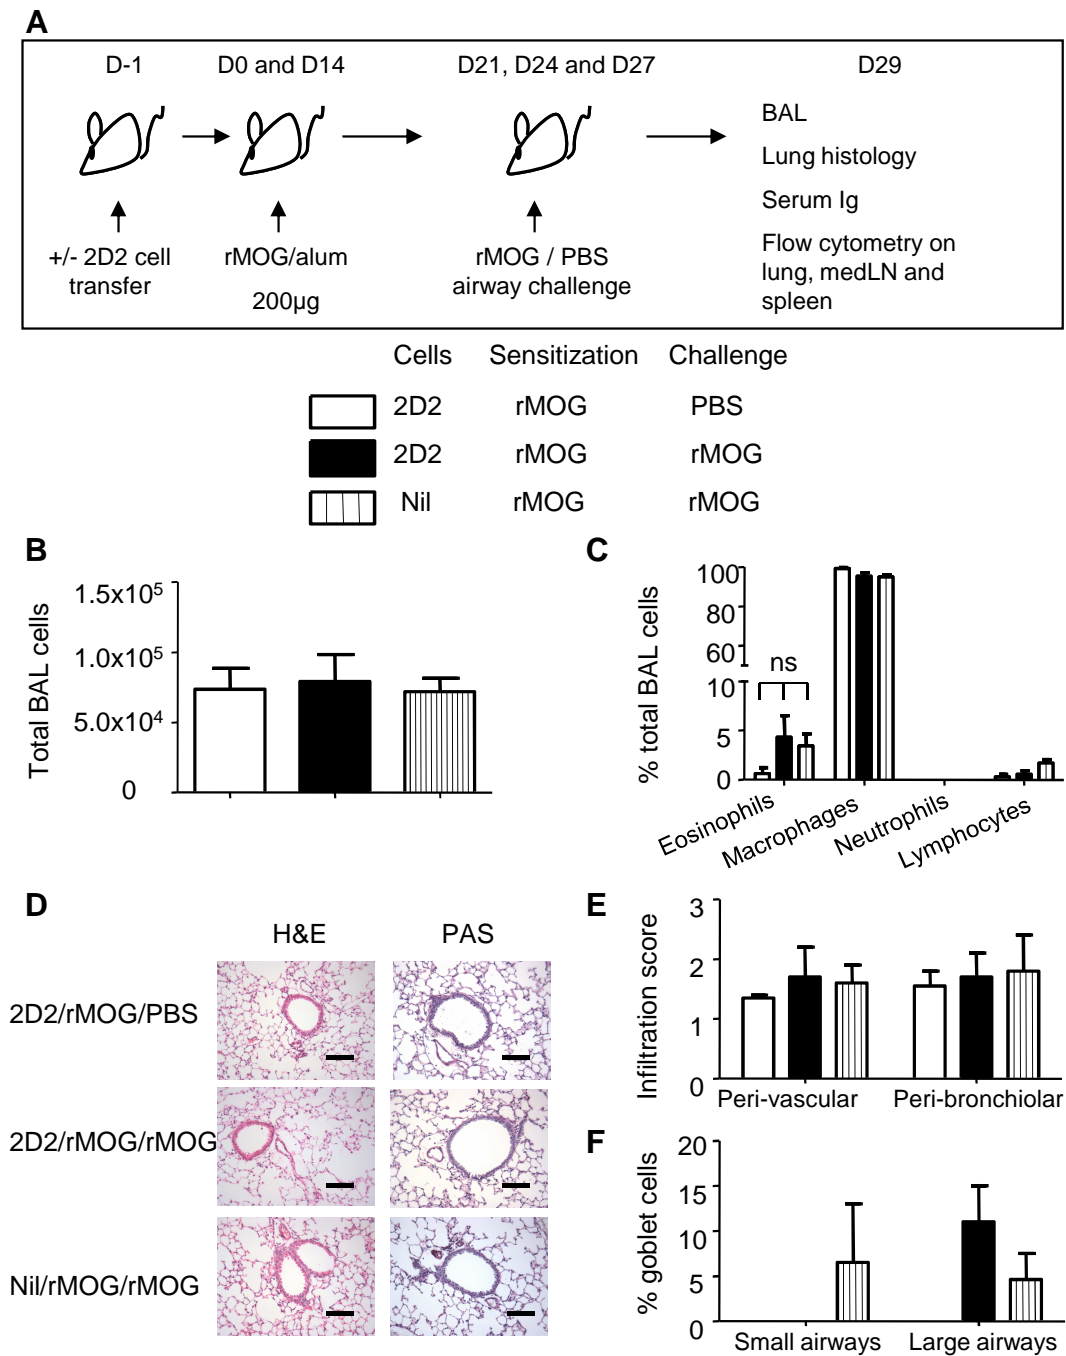 A
D-1 D0 and D14 D21, D24 and D27 D29
BAL
Lung histology
Serum Ig
Flow cytometry on
lung, medLN and
spleen
+/- 2D2 cell
transfer
rMOG/alum
200µg
rMOG / PBS
airway challenge
Cells Sensitization Challenge
2D2 rMOG PBS
2D2 rMOG rMOG
Nil rMOG rMOG
B
Total BAL cells
1.5x10⁵
1.0x10⁵
5.0x10⁴
0
C
% total BAL cells
100
80
60
10
5
0
ns
Eosinophils
Macrophages
Neutrophils
Lymphocytes
D
H&E PAS
2D2/rMOG/PBS
2D2/rMOG/rMOG
Nil/rMOG/rMOG
E
Infiltration score
3
2
1
0
Peri-vascular Peri-bronchiolar
F
% goblet cells
20
15
10
5
0
Small airways Large airways